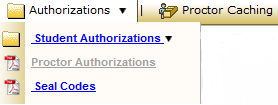 Authorizations ▼ | Proctor Caching
Student Authorizations ▼
Proctor Authorizations
Seal Codes